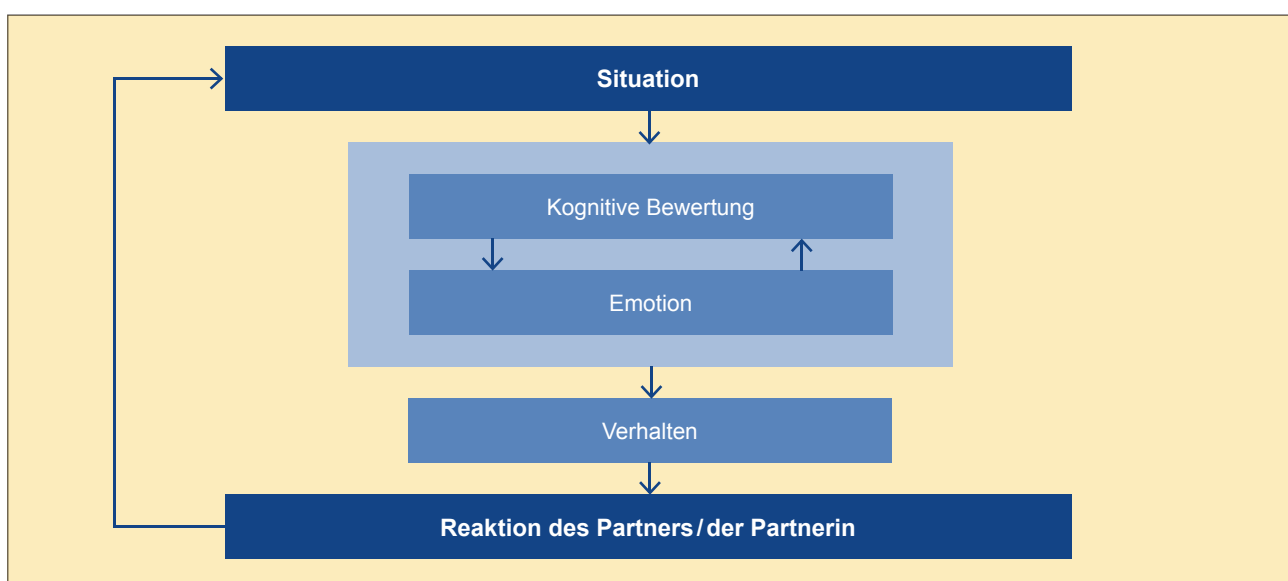 Situation
Kognitive Bewertung
Emotion
Verhalten
Reaktion des Partners/der Partnerin